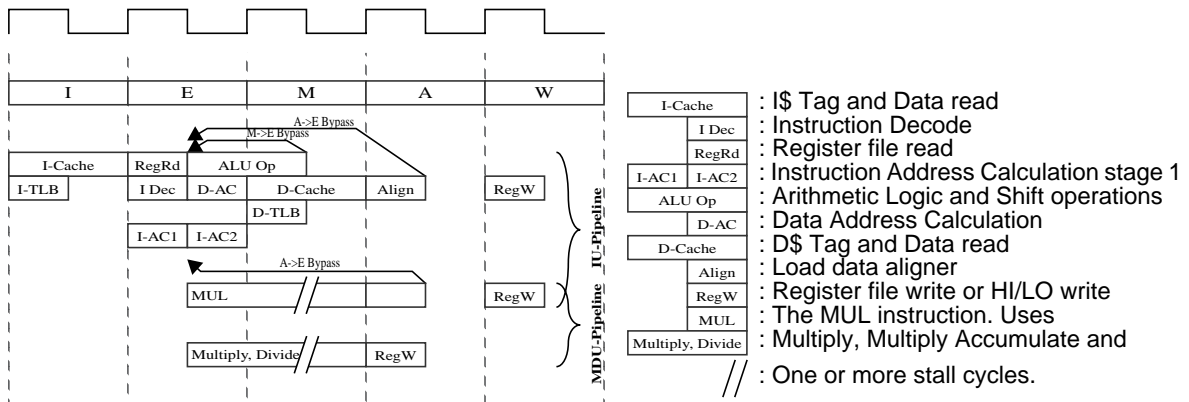 I E M A W
A->E Bypass
M->E Bypass
I-Cache RegRd ALU Op
I-TLB I Dec D-AC D-Cache Align RegW
D-TLB
I-AC1 I-AC2
A->E Bypass
MUL RegW
Multiply, Divide RegW
IU-Pipeline
MDU-Pipeline
I-Cache : I$ Tag and Data read
I Dec : Instruction Decode
RegRd : Register file read
I-AC1 I-AC2 : Instruction Address Calculation stage 1
ALU Op : Arithmetic Logic and Shift operations
D-AC : Data Address Calculation
D-Cache : D$ Tag and Data read
Align : Load data aligner
RegW : Register file write or HI/LO write
MUL : The MUL instruction. Uses
Multiply, Divide : Multiply, Multiply Accumulate and
: One or more stall cycles.